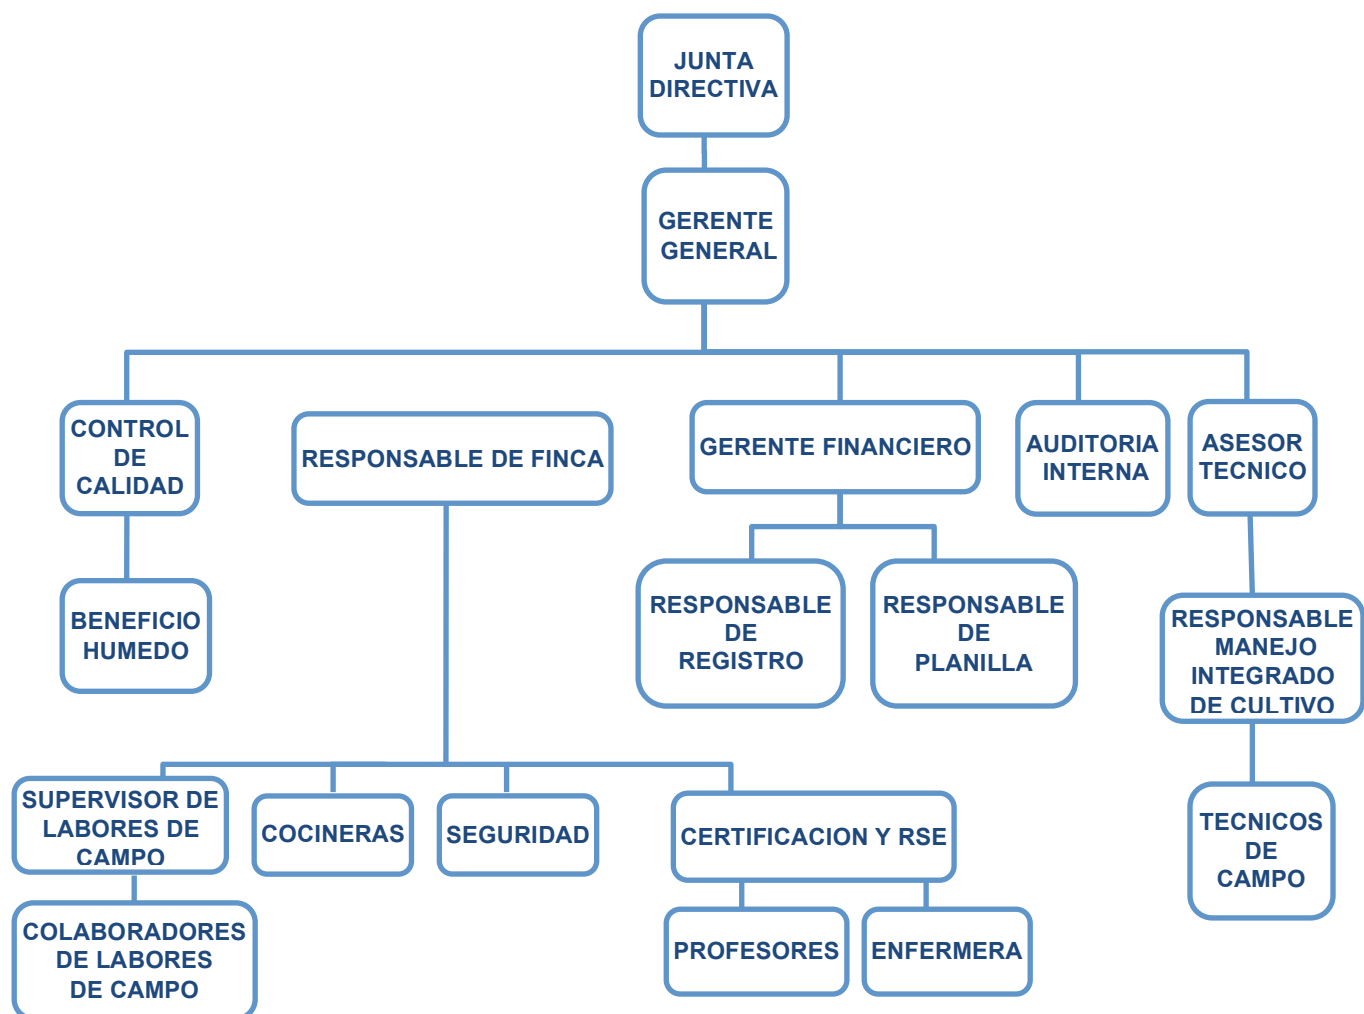 JUNTA
DIRECTIVA
GERENTE
GENERAL
CONTROL
DE
CALIDAD
RESPONSABLE DE FINCA
GERENTE FINANCIERO
AUDITORIA
INTERNA
ASESOR
TECNICO
BENEFICIO
HUMEDO
RESPONSABLE
DE
REGISTRO
RESPONSABLE
DE
PLANILLA
RESPONSABLE
MANEJO
INTEGRADO
DE CULTIVO
SUPERVISOR DE
LABORES DE
CAMPO
COCINERAS
SEGURIDAD
CERTIFICACION Y RSE
TECNICOS
DE
CAMPO
COLABORADORES
DE LABORES
DE CAMPO
PROFESORES
ENFERMERA